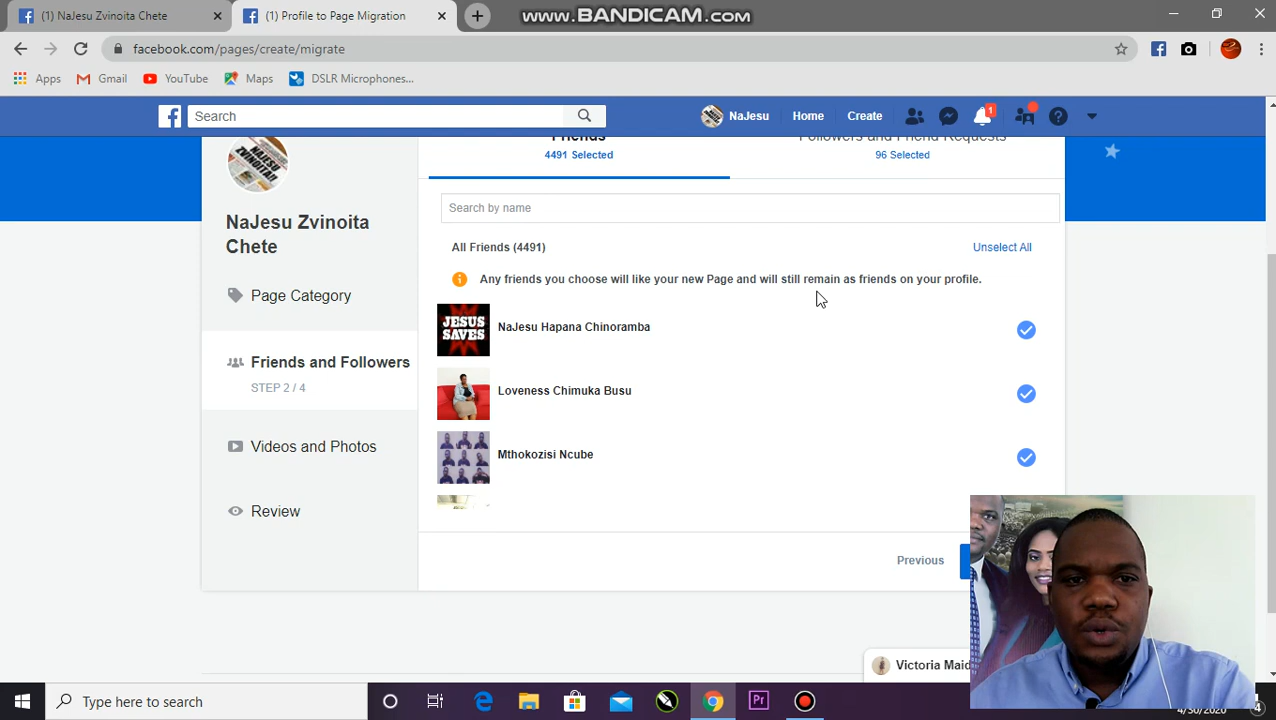 (1) NaJesu Zvinoita Chete
(1) Profile to Page Migration
www.BANDICAM.com
facebook.com/pages/create/migrate
Apps
Gmail
YouTube
Maps
DSLR Microphones...
Search
NaJesu
Home
Create
1
Friends
4491 Selected
Followers and Friend Requests
96 Selected
NAJESU
NaJesu Zvinoita
Chete
Search by name
All Friends (4491)
Unselect All
Any friends you choose will like your new Page and will still remain as friends on your profile.
Page Category
JESUS
SAVES
NaJesu Hapana Chinoramba
Friends and Followers
STEP 2 / 4
Loveness Chimuka Busu
Videos and Photos
Mthokozisi Ncube
Review
Previous
Victoria Maid
Type here to search
4/30/2020
4